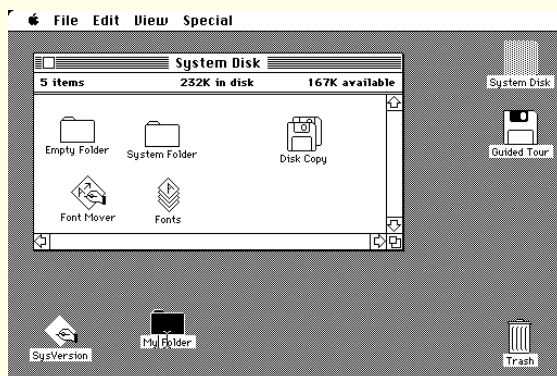 File Edit View Special
System Disk
5 items 232K in disk 167K available
Empty Folder
System Folder
Disk Copy
Font Mover
Fonts
System Disk
Guided Tour
SysVersion
My Folder
Trash